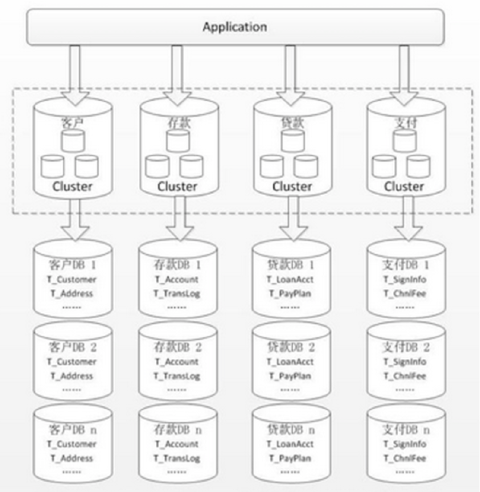 Application
客户
存款
贷款
支付
Cluster
Cluster
Cluster
Cluster
客户DB 1
T_Customer
T_Address
……
存款DB 1
T_Account
T_TransLog
……
贷款DB 1
T_LoanAcct
T_PayPlan
……
支付DB 1
T_SignInfo
T_ChnlFee
……
客户DB 2
T_Customer
T_Address
……
存款DB 2
T_Account
T_TransLog
……
贷款DB 2
T_LoanAcct
T_PayPlan
……
支付DB 2
T_SignInfo
T_ChnlFee
……
客户DB n
T_Customer
T_Address
……
存款DB n
T_Account
T_TransLog
……
贷款DB n
T_LoanAcct
T_PayPlan
……
支付DB n
T_SignInfo
T_ChnlFee
……